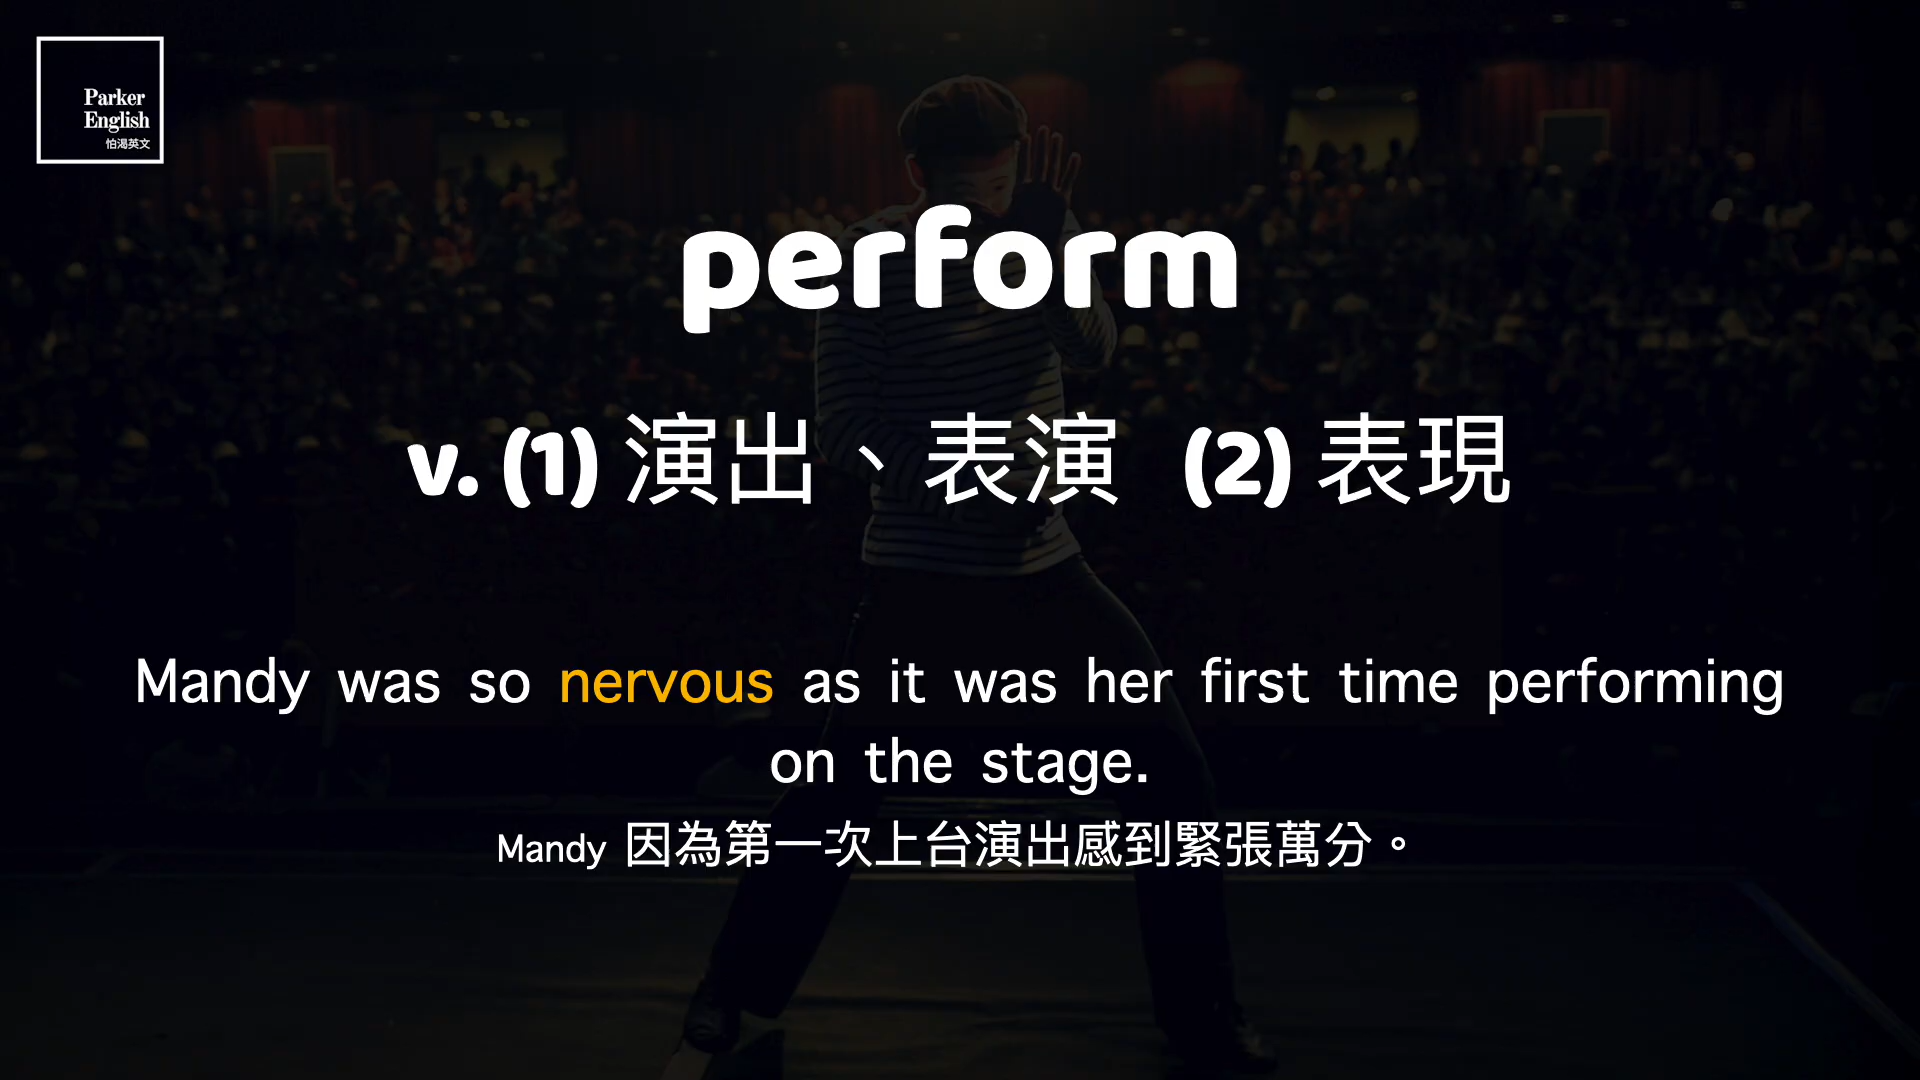 Parker
English
怕渴英文
perform
v. (1) 演出、表演 (2) 表現
Mandy was so nervous as it was her first time performing
on the stage.
Mandy 因為第一次上台演出感到緊張萬分。